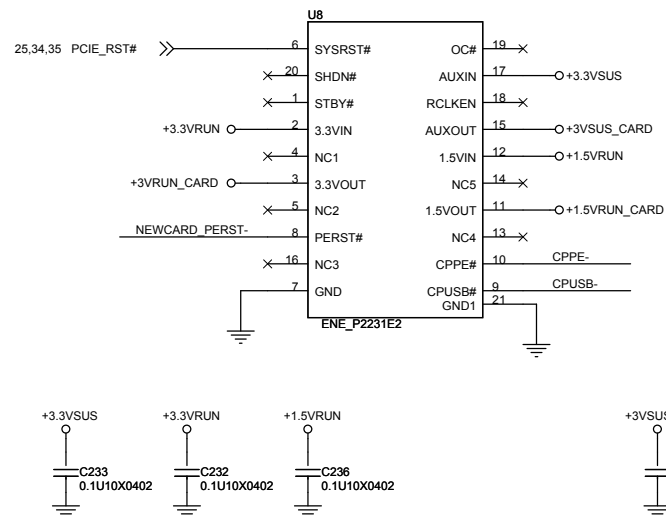 U8
25,34,35 PCIE_RST# 6 SYSRST# OC# 19
20 SHDN# AUXIN 17 +3.3VSUS
1 STBY# RCLKEN 18
+3.3VRUN 2 3.3VIN AUXOUT 15 +3VSUS_CARD
4 NC1 1.5VIN 12 +1.5VRUN
+3VRUN_CARD 3 3.3VOUT NC5 14
5 NC2 1.5VOUT 11 +1.5VRUN_CARD
NEWCARD_PERST- 8 PERST# NC4 13
16 NC3 CPPE# 10 CPPE-
7 GND CPUSB# 9 CPUSB-
GND1 21
ENE_P2231E2
+3.3VSUS +3.3VRUN +1.5VRUN +3VSUS
C233 C232 C236
0.1U10X0402 0.1U10X0402 0.1U10X0402